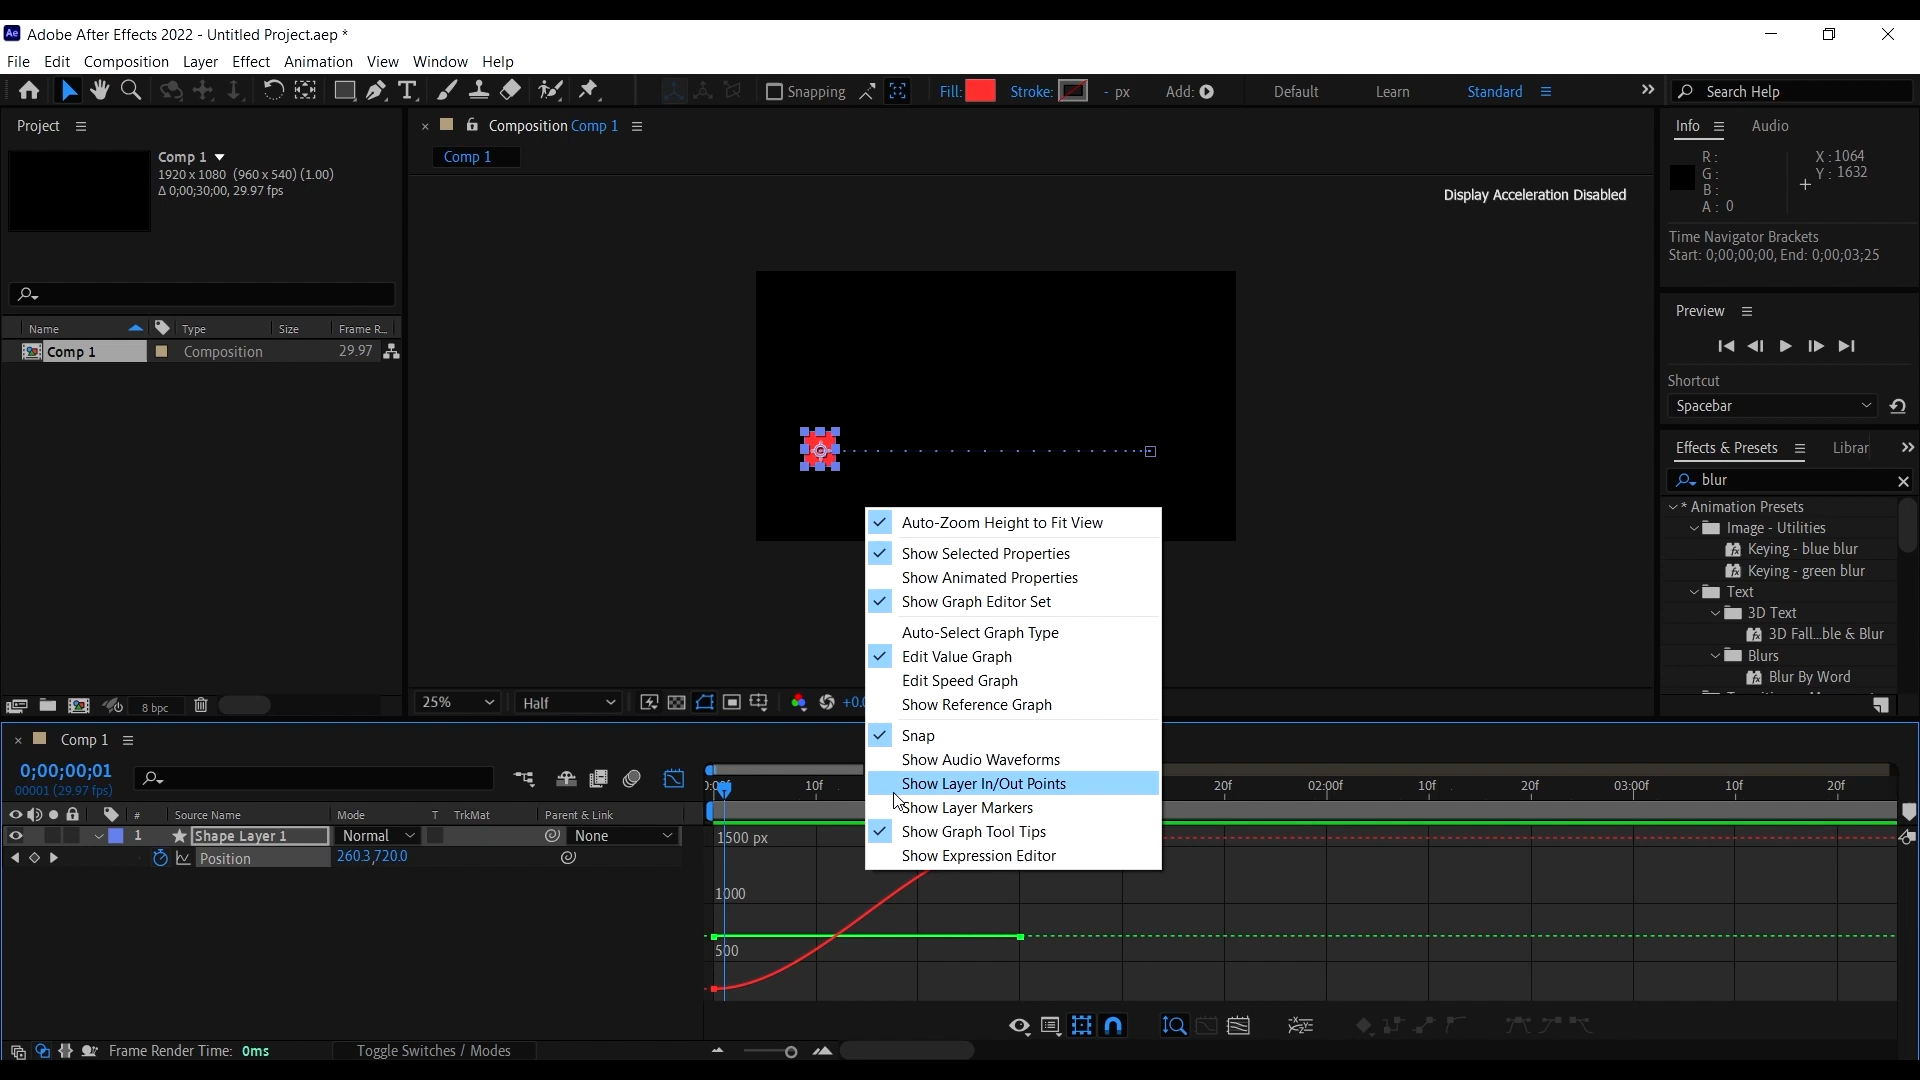 Ae Adobe After Effects 2022 - Untitled Project.aep *
File Edit Composition Layer Effect Animation View Window Help
T Snapping Fill: Stroke: - px Add: Default Learn Standard Search Help
Project
Comp 1
1920 x 1080 (960 x 540) (1.00)
Δ 0;00;30;00, 29.97 fps
Name Type Size Frame R...
Comp 1 Composition 29.97
8 bpc
Composition Comp 1
Comp 1
Display Acceleration Disabled
25% Half +0.0
Info Audio
R: X : 1064
G: Y : 1632
B:
A: 0
Time Navigator Brackets
Start: 0;00;00;00, End: 0;00;03;25
Preview
Shortcut
Spacebar
Effects & Presets Librar
blur
* Animation Presets
Image - Utilities
Keying - blue blur
Keying - green blur
Text
3D Text
3D Fall...ble & Blur
Blurs
Blur By Word
Auto-Zoom Height to Fit View
Show Selected Properties
Show Animated Properties
Show Graph Editor Set
Auto-Select Graph Type
Edit Value Graph
Edit Speed Graph
Show Reference Graph
Snap
Show Audio Waveforms
Show Layer In/Out Points
Show Layer Markers
Show Graph Tool Tips
Show Expression Editor
Comp 1
0;00;00;01
00001 (29.97 fps)
# Source Name Mode T TrkMat Parent & Link
1 Shape Layer 1 Normal None
Position 260.3,720.0
10f 20f 02:00f 10f 20f 03:00f 10f 20f
1500 px
1000
500
Frame Render Time: 0ms Toggle Switches / Modes